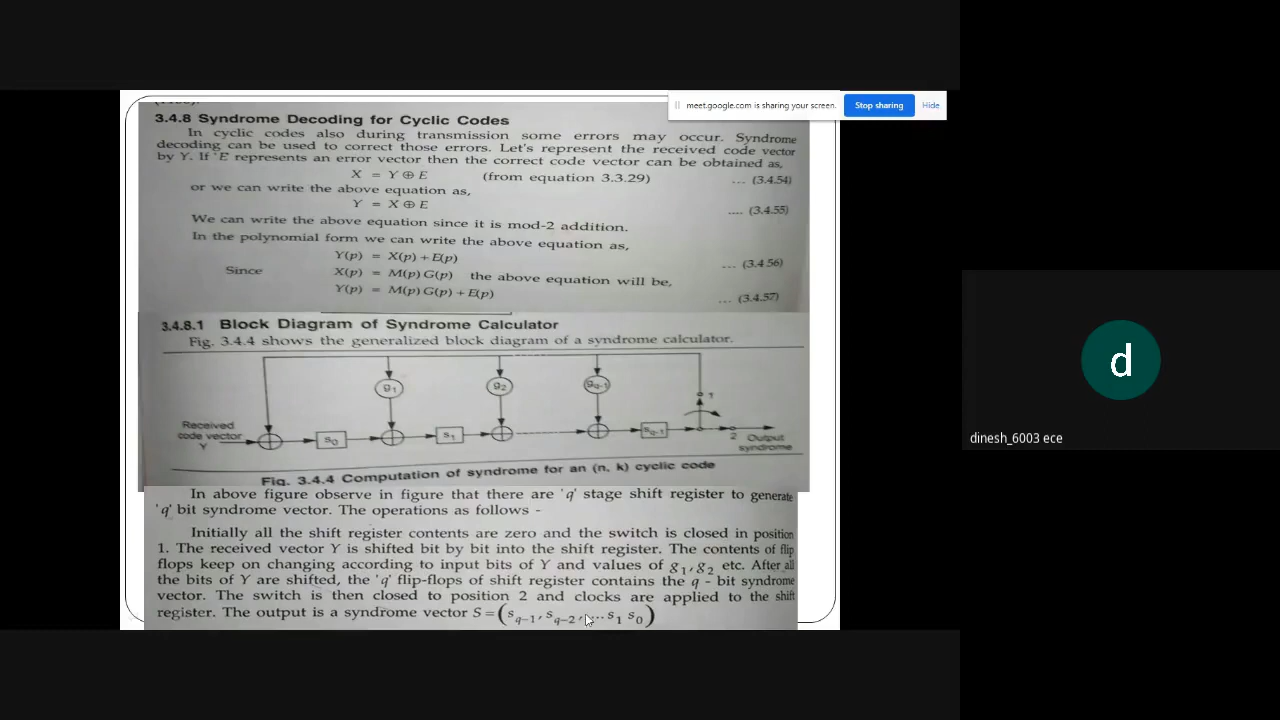 meet.google.com is sharing your screen. Stop sharing Hide
3.4.8 Syndrome Decoding for Cyclic Codes
In cyclic codes also during transmission some errors may occur. Syndrome
decoding can be used to correct those errors. Let's represent the received code vector
by Y. If 'E represents an error vector then the correct code vector can be obtained as,
X = Y ⊕ E (from equation 3.3.29) ... (3.4.54)
or we can write the above equation as,
Y = X ⊕ E .... (3.4.55)
We can write the above equation since it is mod-2 addition.
In the polynomial form we can write the above equation as,
Y(p) = X(p) + E(p) ... (3.4.56)
Since X(p) = M(p) G(p) the above equation will be,
Y(p) = M(p) G(p) + E(p) ... (3.4.57)
3.4.8.1 Block Diagram of Syndrome Calculator
Fig. 3.4.4 shows the generalized block diagram of a syndrome calculator.
g1 g2 gq-1
1
Received
code vector
Y
s0 s1 sq-1
2 Output
syndrome
Fig. 3.4.4 Computation of syndrome for an (n, k) cyclic code
In above figure observe in figure that there are 'q' stage shift register to generate
'q' bit syndrome vector. The operations as follows -
Initially all the shift register contents are zero and the switch is closed in position
1. The received vector Y is shifted bit by bit into the shift register. The contents of flip
flops keep on changing according to input bits of Y and values of g1, g2 etc. After all
the bits of Y are shifted, the 'q' flip-flops of shift register contains the q - bit syndrome
vector. The switch is then closed to position 2 and clocks are applied to the shift
register. The output is a syndrome vector S = (sq–1, sq–2, ... s1 s0)
d
dinesh_6003 ece